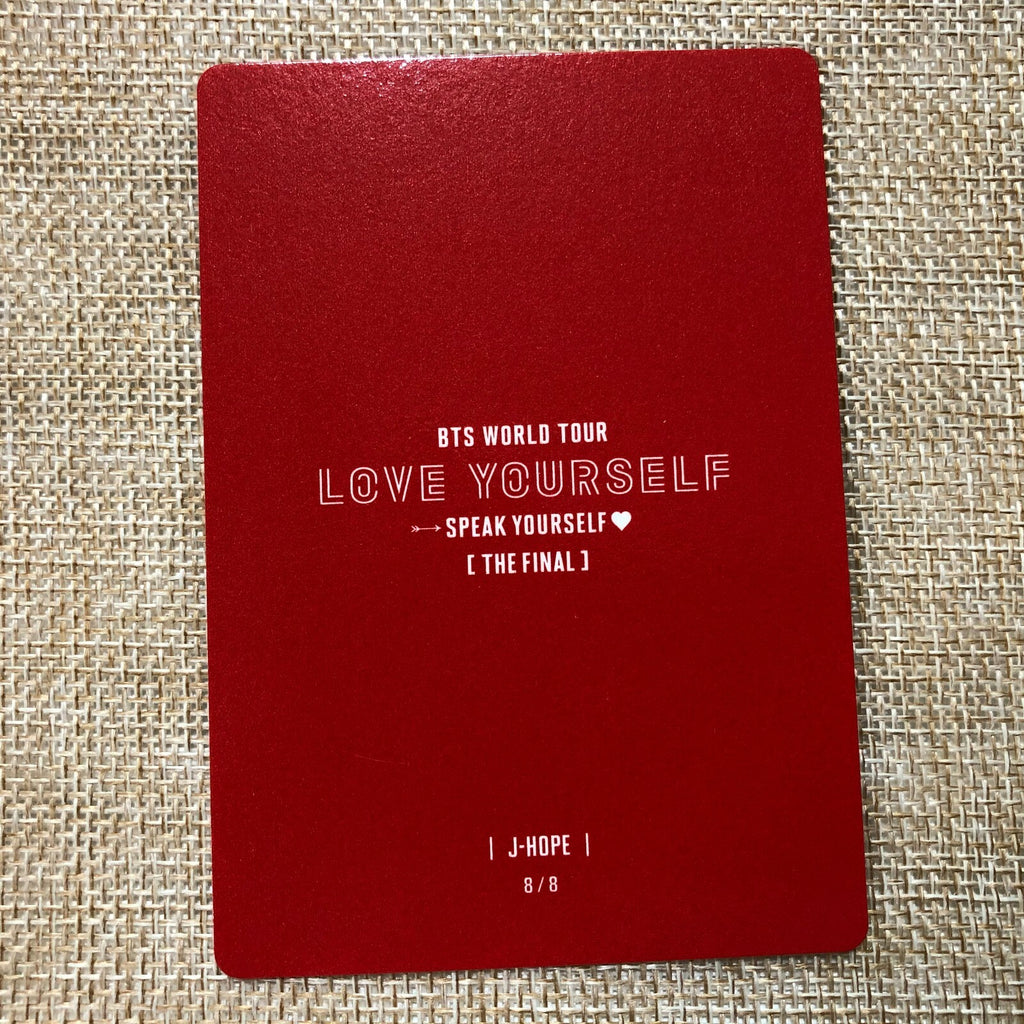 BTS WORLD TOUR
LOVE YOURSELF
SPEAK YOURSELF
[ THE FINAL ]
| J-HOPE |
8/8